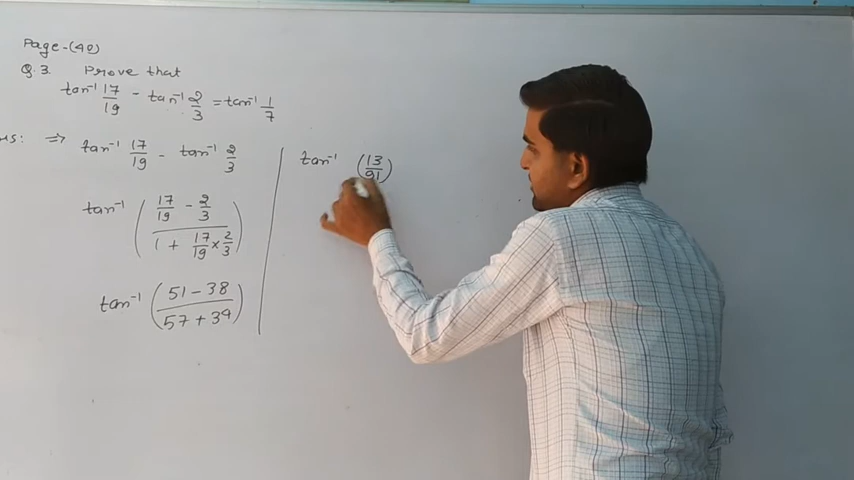 Page-(40)
Q.3. Prove that
tan⁻¹ 17/19 - tan⁻¹ 2/3 = tan⁻¹ 1/7
⇒ tan⁻¹ 17/19 - tan⁻¹ 2/3
tan⁻¹ ( (17/19 - 2/3) / (1 + 17/19 × 2/3) )
tan⁻¹ ( (51 - 38) / (57 + 34) )
tan⁻¹ (13/91)